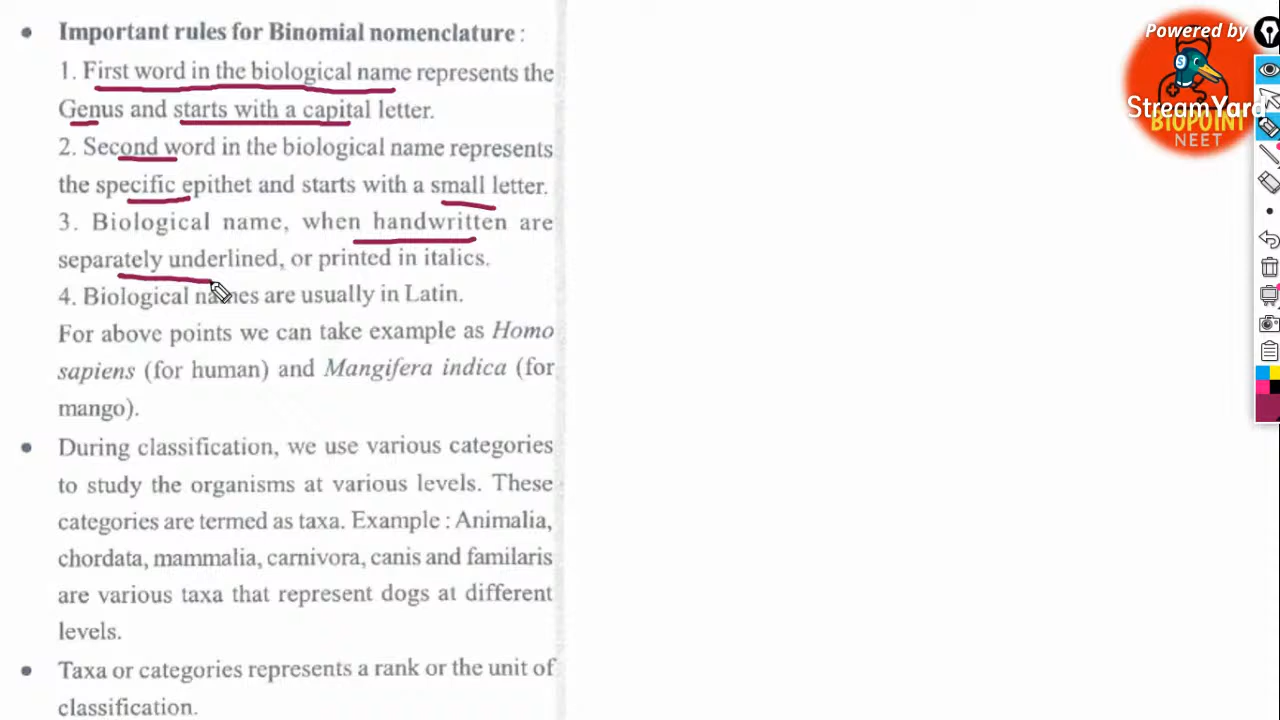 Important rules for Binomial nomenclature :
1. First word in the biological name represents the
Genus and starts with a capital letter.
2. Second word in the biological name represents
the specific epithet and starts with a small letter.
3. Biological name, when handwritten are
separately underlined, or printed in italics.
4. Biological names are usually in Latin.
For above points we can take example as Homo
sapiens (for human) and Mangifera indica (for
mango).
During classification, we use various categories
to study the organisms at various levels. These
categories are termed as taxa. Example : Animalia,
chordata, mammalia, carnivora, canis and familaris
are various taxa that represent dogs at different
levels.
Taxa or categories represents a rank or the unit of
classification.
Powered by
StreamYard
BIOPOINT
NEET